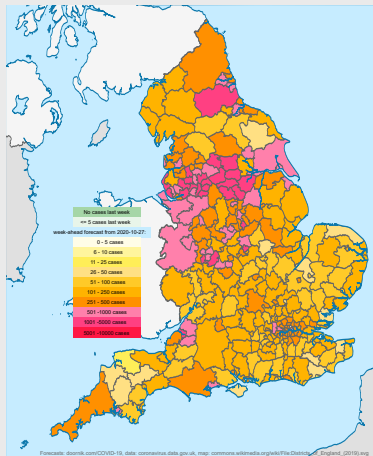 No cases last week
<= 5 cases last week
week-ahead forecast from 2020-10-27:
0 - 5 cases
6 - 10 cases
11 - 25 cases
26 - 50 cases
51 - 100 cases
101 - 250 cases
251 - 500 cases
501 -1000 cases
1001 -5000 cases
5001 -10000 cases
Forecasts: doornik.com/COVID-19, data: coronavirus.data.gov.uk, map: commons.wikimedia.org/wiki/File:Districts_of_England_(2019).svg